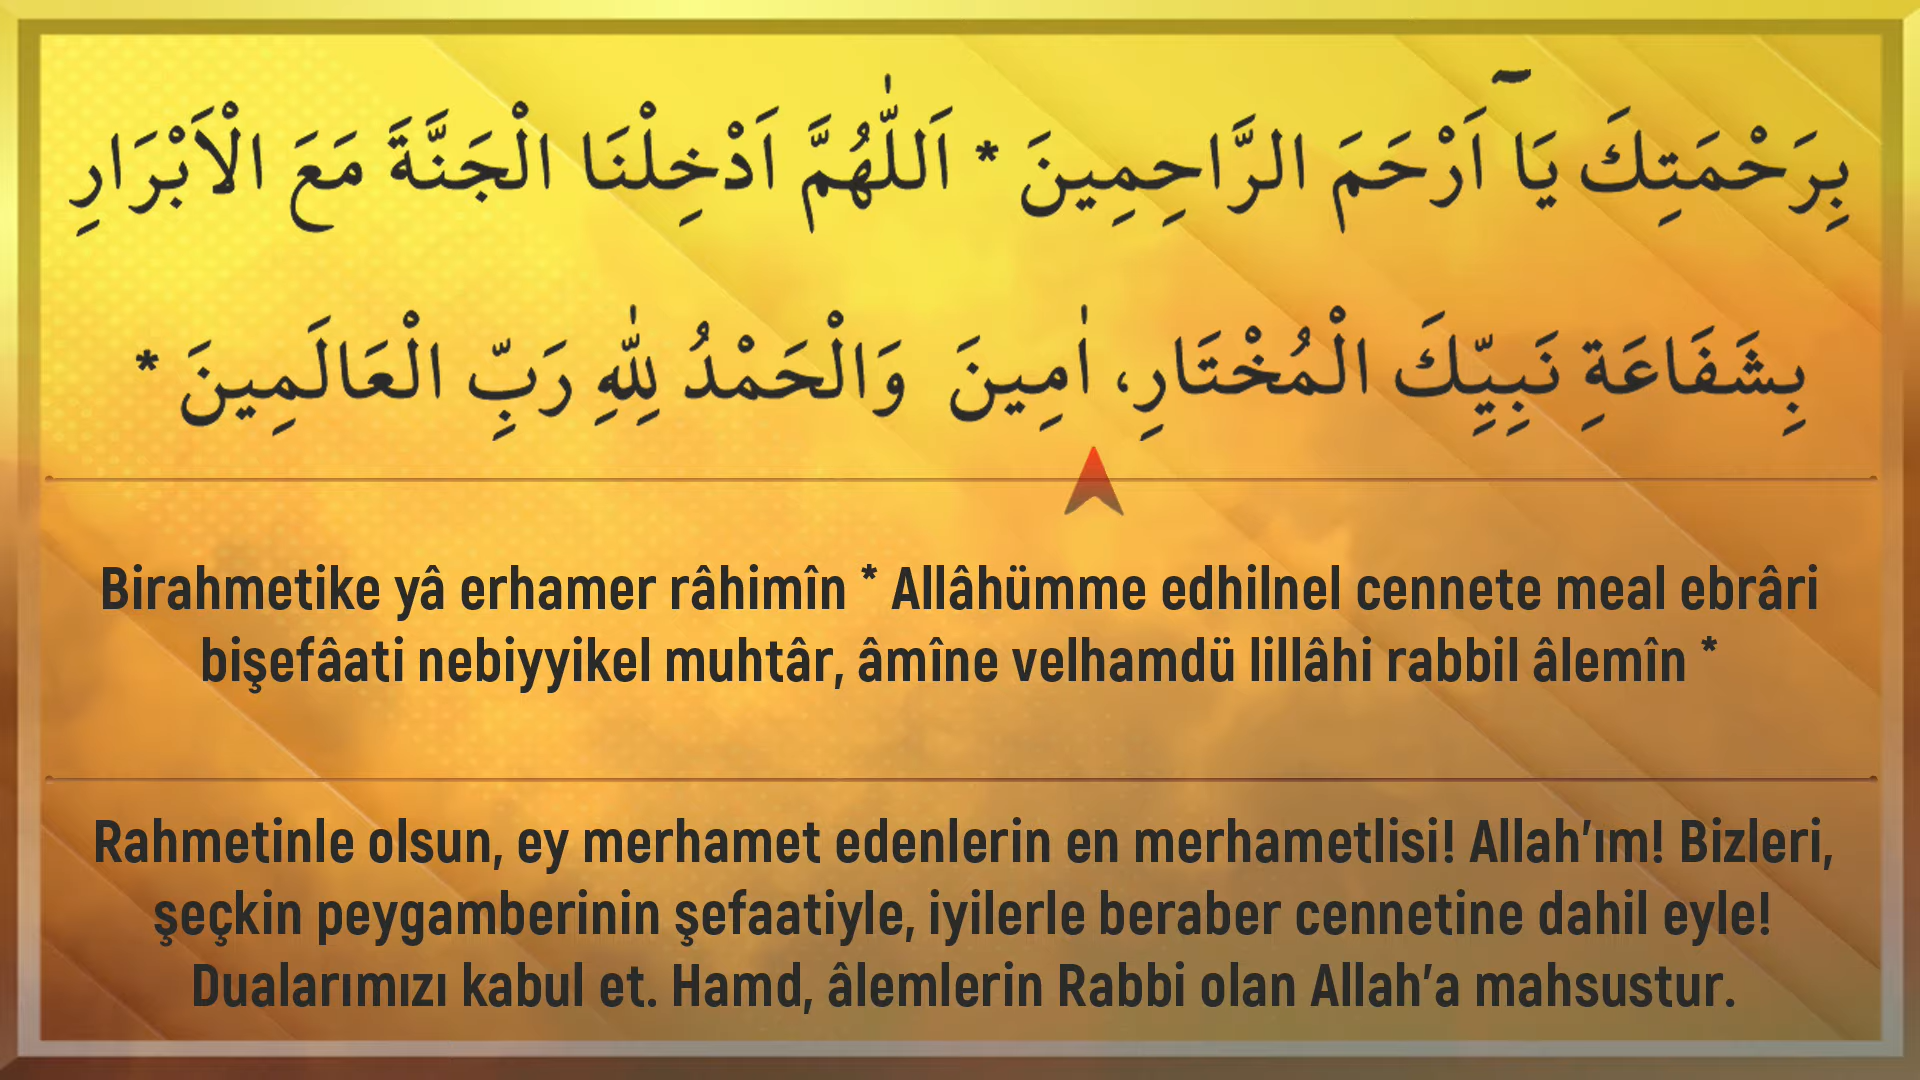 بِرَحْمَتِكَ يَٓا اَرْحَمَ الرَّاحِمِينَ * اَللّٰهُمَّ اَدْخِلْنَا الْجَنَّةَ مَعَ الْاَبْرَارِ
بِشَفَاعَةِ نَبِيِّكَ الْمُخْتَارِ، اٰمِينَ وَالْحَمْدُ لِلّٰهِ رَبِّ الْعَالَمِينَ *
Birahmetike yâ erhamer râhimîn * Allâhümme edhilnel cennete meal ebrâri
bişefâati nebiyyikel muhtâr, âmîne velhamdü lillâhi rabbil âlemîn *
Rahmetinle olsun, ey merhamet edenlerin en merhametlisi! Allah'ım! Bizleri,
şeçkin peygamberinin şefaatiyle, iyilerle beraber cennetine dahil eyle!
Dualarımızı kabul et. Hamd, âlemlerin Rabbi olan Allah'a mahsustur.